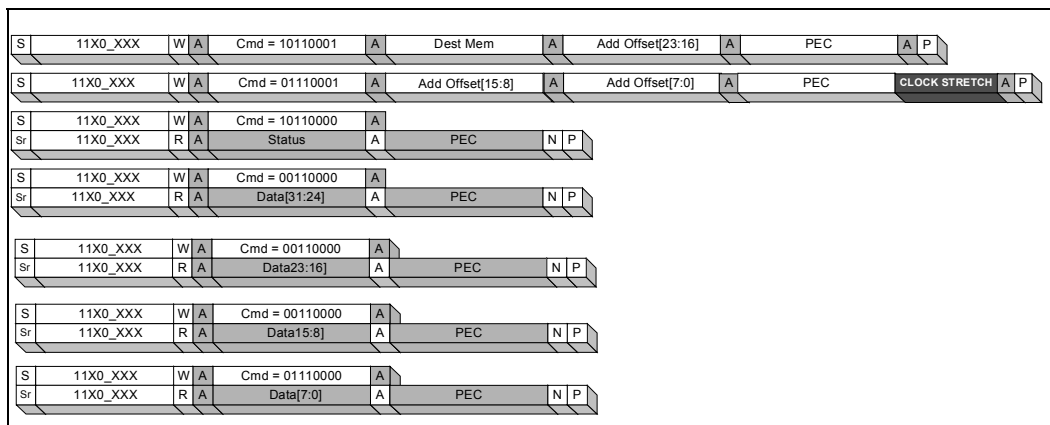 S 11X0_XXX W A Cmd = 10110001 A Dest Mem A Add Offset[23:16] A PEC A P
S 11X0_XXX W A Cmd = 01110001 A Add Offset[15:8] A Add Offset[7:0] A PEC CLOCK STRETCH A P
S 11X0_XXX W A Cmd = 10110000 A
Sr 11X0_XXX R A Status A PEC N P
S 11X0_XXX W A Cmd = 00110000 A
Sr 11X0_XXX R A Data[31:24] A PEC N P
S 11X0_XXX W A Cmd = 00110000 A
Sr 11X0_XXX R A Data23:16] A PEC N P
S 11X0_XXX W A Cmd = 00110000 A
Sr 11X0_XXX R A Data15:8] A PEC N P
S 11X0_XXX W A Cmd = 01110000 A
Sr 11X0_XXX R A Data[7:0] A PEC N P